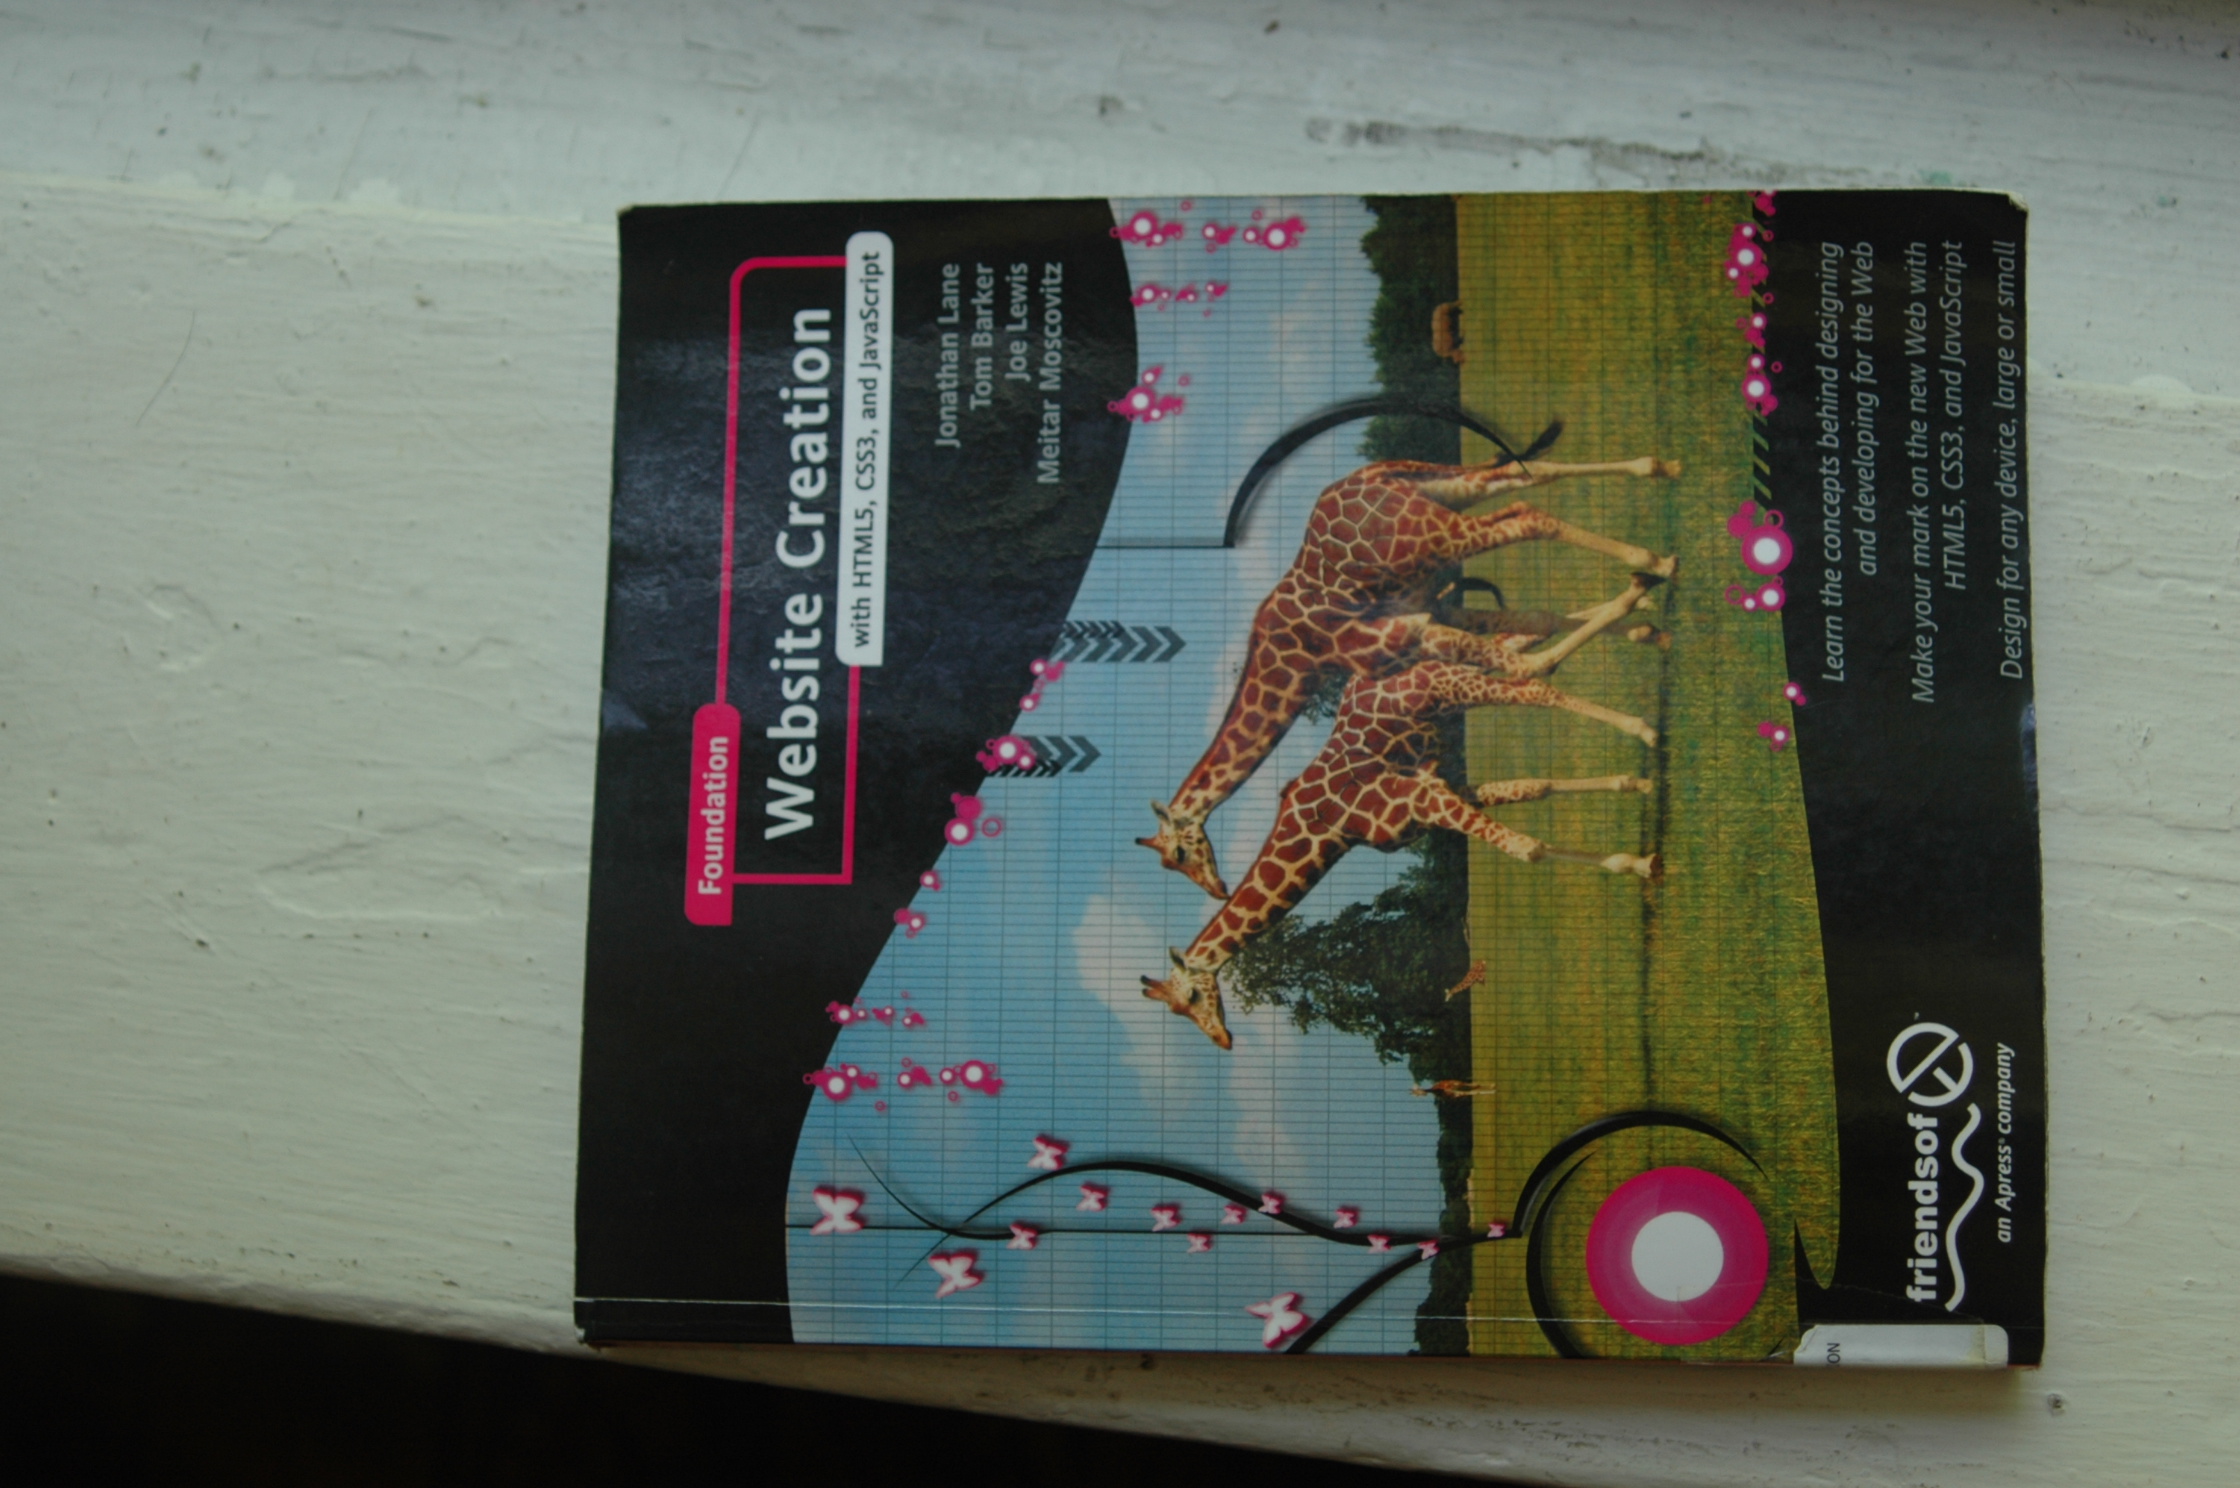 Foundation
Website Creation
with HTML5, CSS3, and JavaScript
Jonathan Lane
Tom Barker
Joe Lewis
Meitar Moscovitz
Learn the concepts behind designing
and developing for the Web
Make your mark on the new Web with
HTML5, CSS3, and JavaScript
Design for any device, large or small
friendsof
an Apress® company
ON